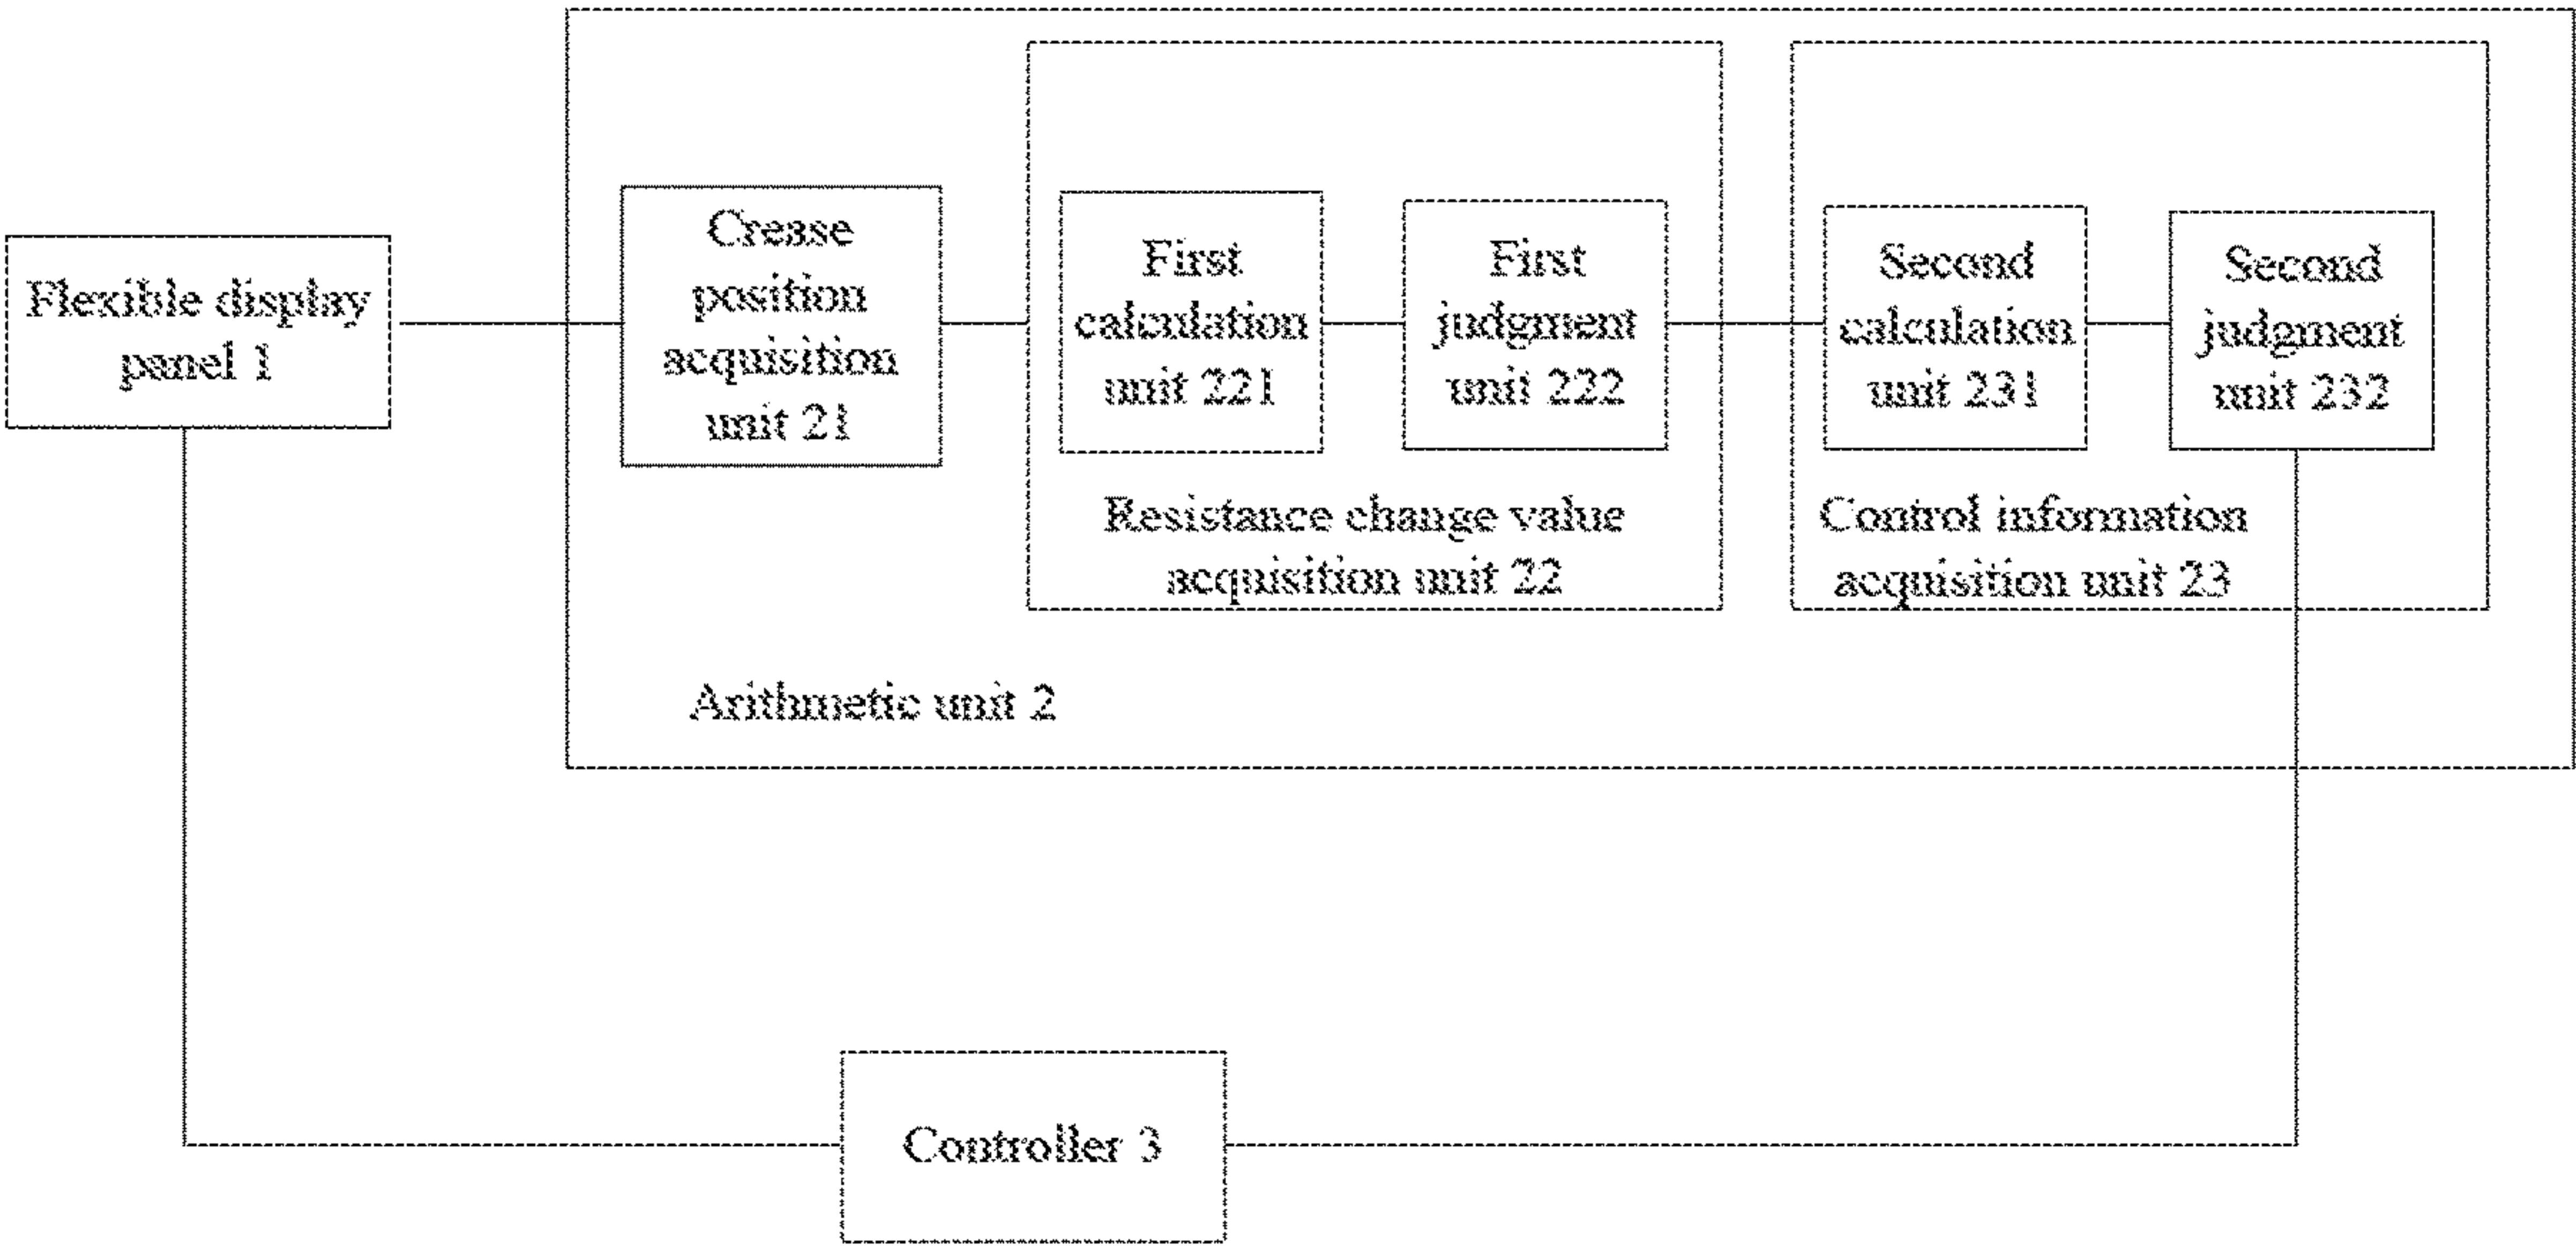 Flexible display
panel 1
Crease
position
acquisition
unit 21
First
calculation
unit 221
First
judgment
unit 222
Resistance change value
acquisition unit 22
Second
calculation
unit 231
Second
judgment
unit 232
Control information
acquisition unit 23
Arithmetic unit 2
Controller 3